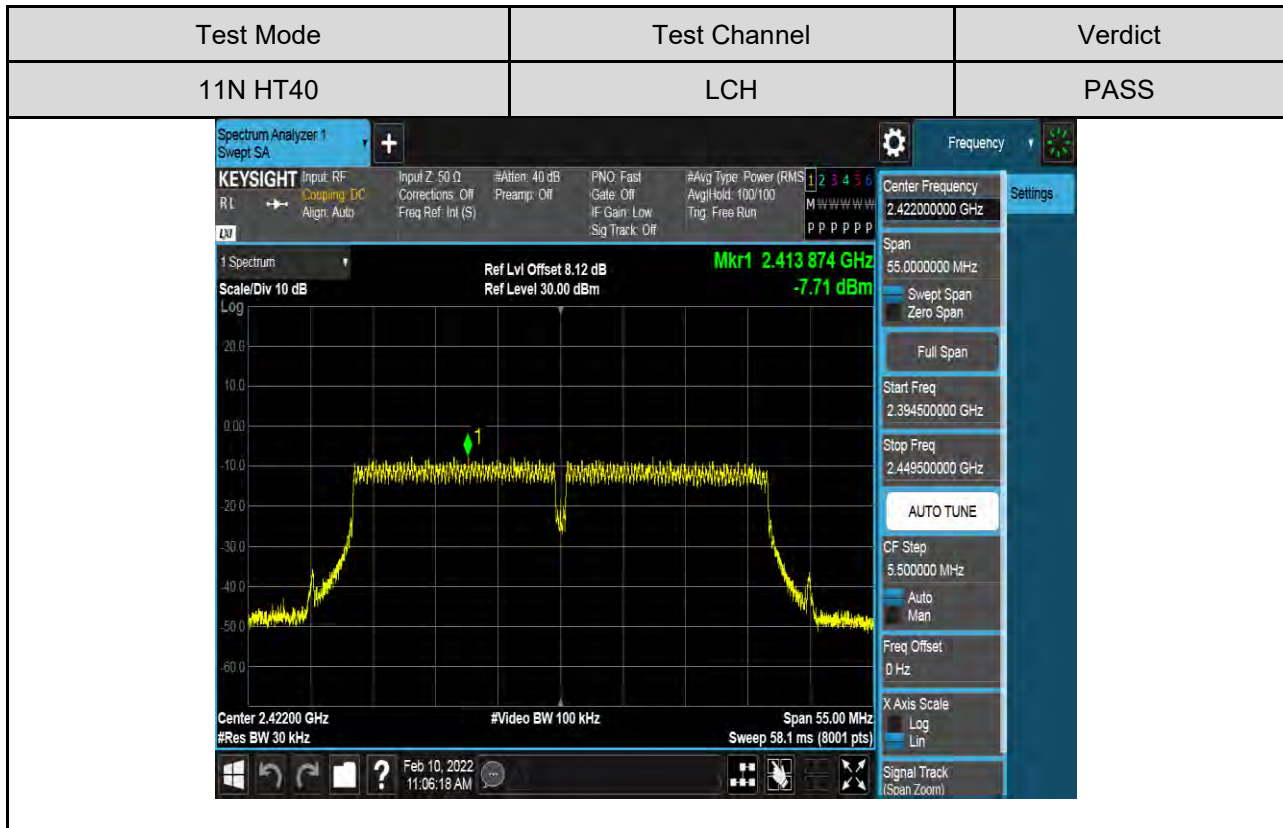 Test Mode Test Channel Verdict
11N HT40 LCH PASS
Spectrum Analyzer 1
Swept SA
+
Frequency
KEYSIGHT
RL
LXI
Input: RF
Coupling: DC
Align: Auto
Input Z: 50 Ω
Corrections: Off
Freq Ref: Int (S)
#Atten: 40 dB
Preamp: Off
PNO: Fast
Gate: Off
IF Gain: Low
Sig Track: Off
#Avg Type: Power (RMS
Avg|Hold: 100/100
Trig: Free Run
1 2 3 4 5 6
M W W W W W
P P P P P P
1 Spectrum
Scale/Div 10 dB
Ref Lvl Offset 8.12 dB
Ref Level 30.00 dBm
Mkr1 2.413 874 GHz
-7.71 dBm
Log
20.0
10.0
0.00
-10.0
-20.0
-30.0
-40.0
-50.0
-60.0
1
Center 2.42200 GHz
#Res BW 30 kHz
#Video BW 100 kHz
Span 55.00 MHz
Sweep 58.1 ms (8001 pts)
Center Frequency
2.422000000 GHz
Settings
Span
55.0000000 MHz
Swept Span
Zero Span
Full Span
Start Freq
2.394500000 GHz
Stop Freq
2.449500000 GHz
AUTO TUNE
CF Step
5.500000 MHz
Auto
Man
Freq Offset
0 Hz
X Axis Scale
Log
Lin
Signal Track
(Span Zoom)
?
Feb 10, 2022
11:06:18 AM